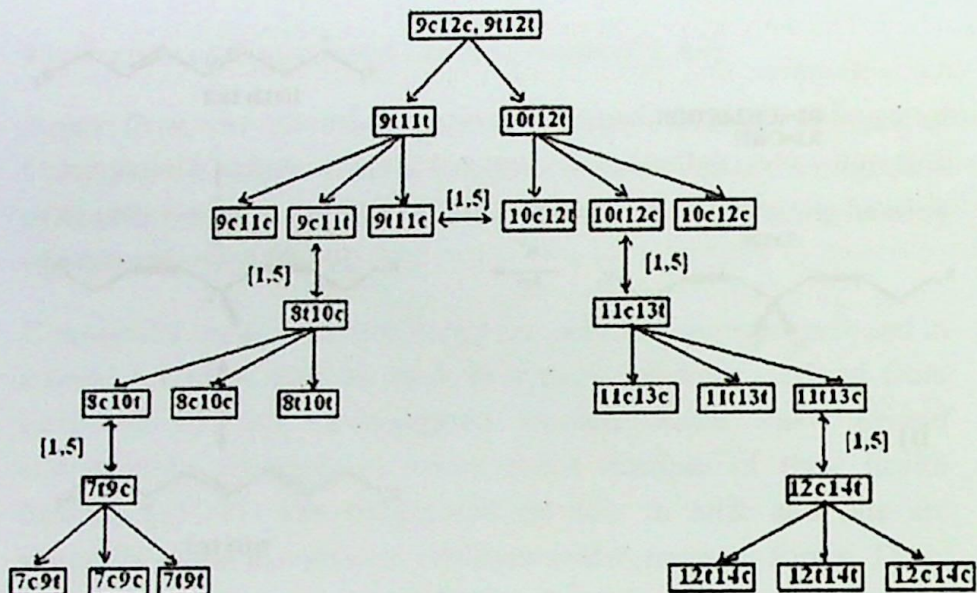 9c12c, 9t12t
9t11t 10t12t
9c11c 9c11t 9t11c [1,5] 10c12t 10t12c 10c12c
[1,5] [1,5]
8t10c 11c13t
8c10t 8c10c 8t10t 11c13c 11t13t 11t13c
[1,5] [1,5]
7t9c 12c14t
7c9t 7c9c 7t9t 12t14c 12t14t 12c14c